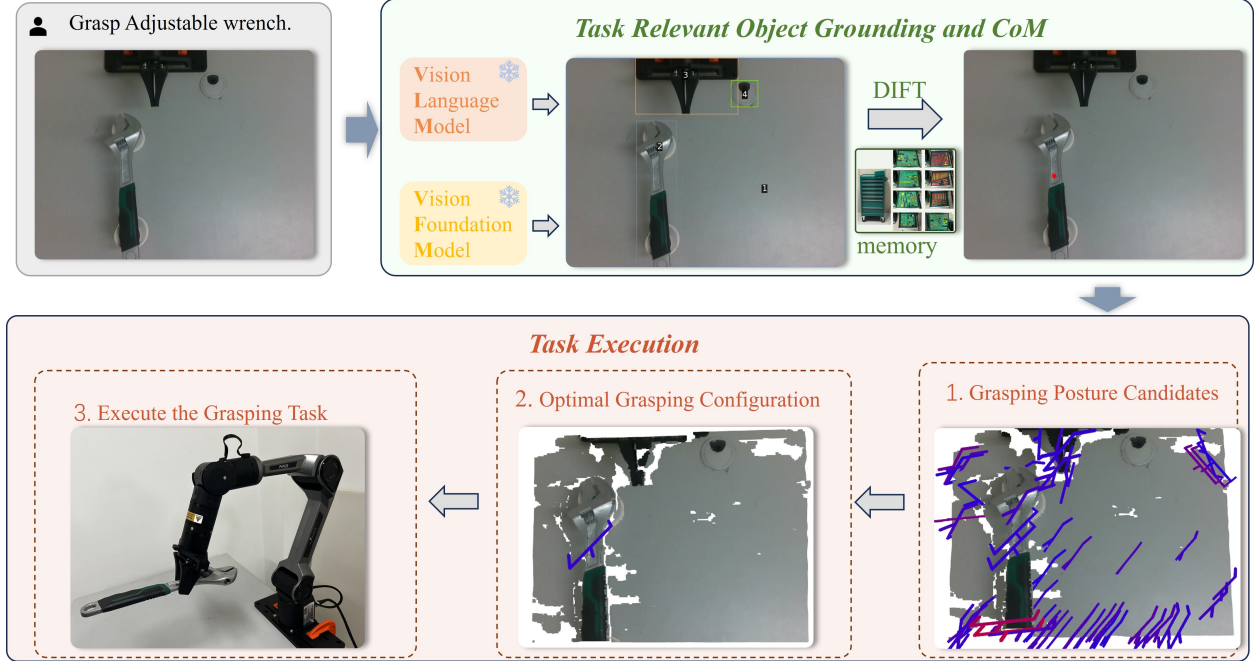 Grasp Adjustable wrench.
Task Relevant Object Grounding and CoM
Vision
Language
Model
Vision
Foundation
Model
3
4
2
1
DIFT
memory
Task Execution
3. Execute the Grasping Task
2. Optimal Grasping Configuration
1. Grasping Posture Candidates